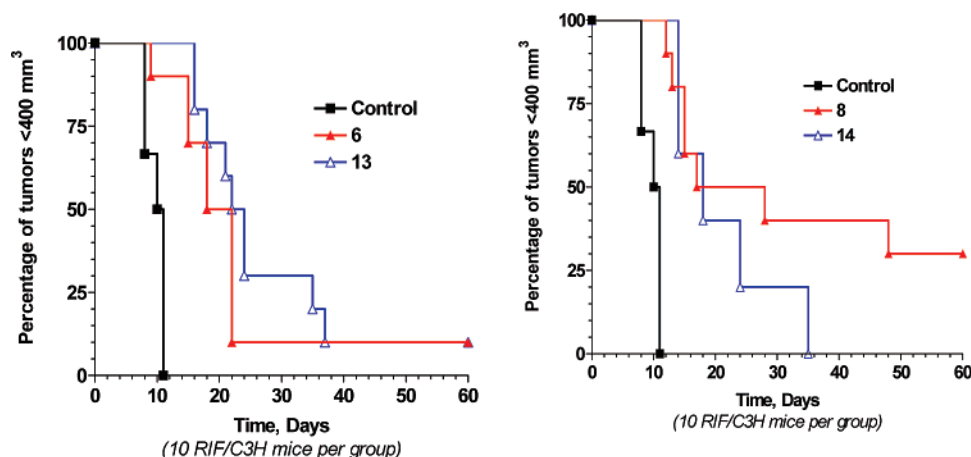 Percentage of tumors <400 mm³
100
75
50
25
0
0 10 20 30 40 50 60
Control
6
13
Time, Days
(10 RIF/C3H mice per group)
Percentage of tumors <400 mm³
100
75
50
25
0
0 10 20 30 40 50 60
Control
8
14
Time, Days
(10 RIF/C3H mice per group)